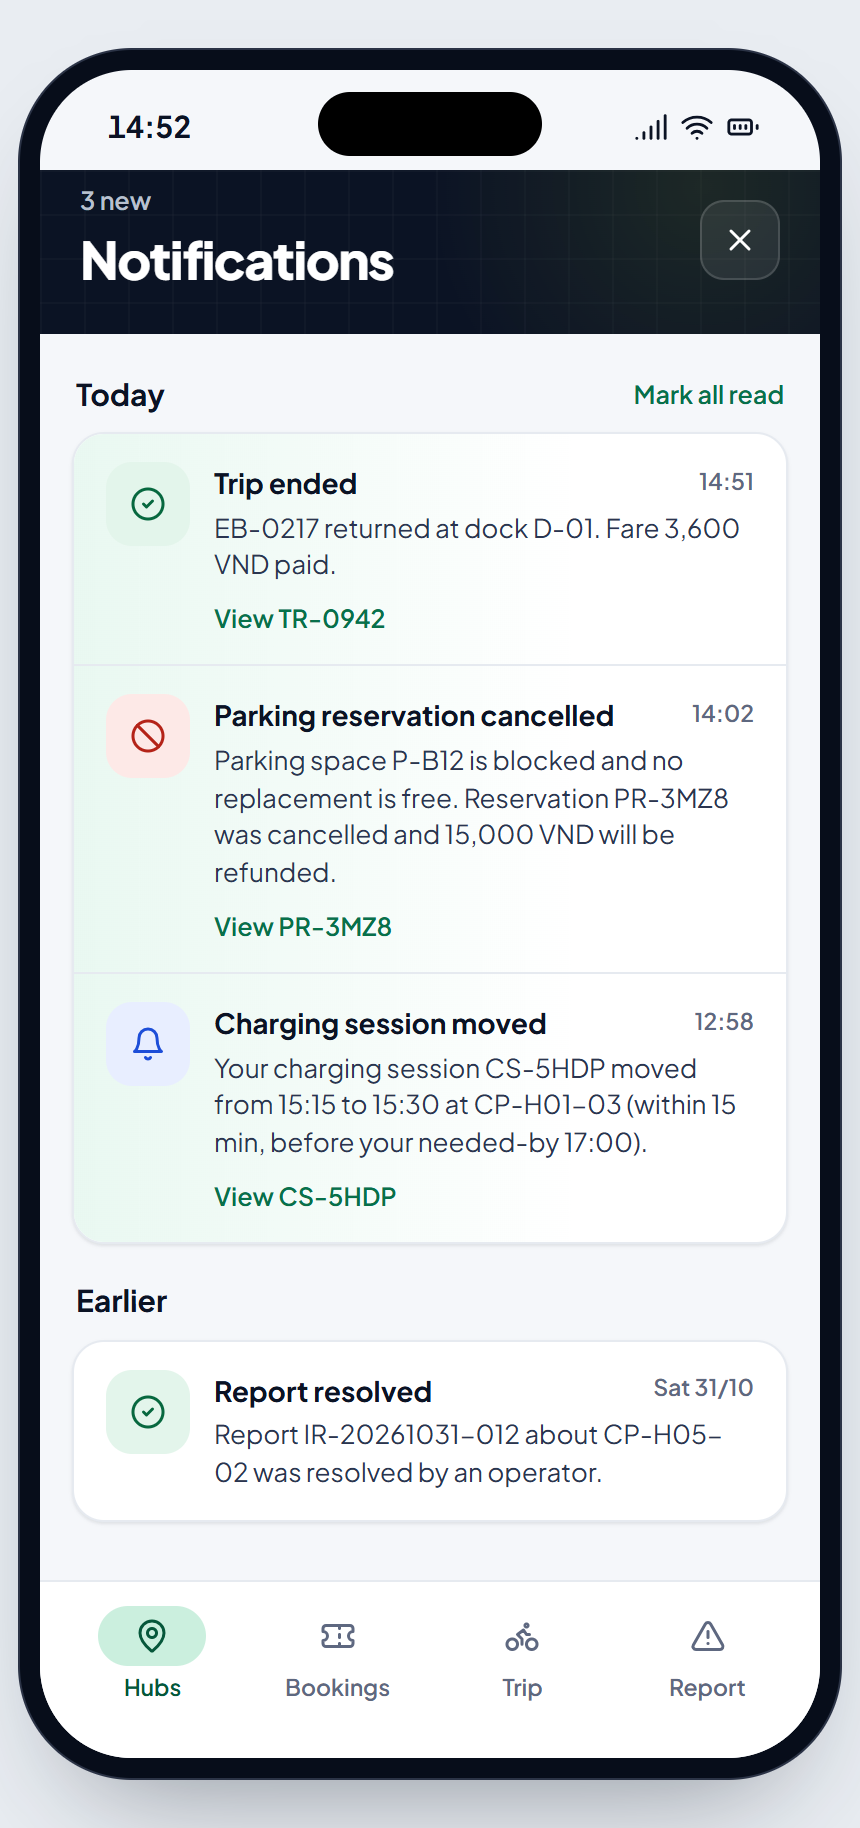 14:52
3 new
Notifications
Today
Mark all read
Trip ended
14:51
EB-0217 returned at dock D-01. Fare 3,600
VND paid.
View TR-0942
Parking reservation cancelled
14:02
Parking space P-B12 is blocked and no
replacement is free. Reservation PR-3MZ8
was cancelled and 15,000 VND will be
refunded.
View PR-3MZ8
Charging session moved
12:58
Your charging session CS-5HDP moved
from 15:15 to 15:30 at CP-H01-03 (within 15
min, before your needed-by 17:00).
View CS-5HDP
Earlier
Report resolved
Sat 31/10
Report IR-20261031-012 about CP-H05-
02 was resolved by an operator.
Hubs
Bookings
Trip
Report